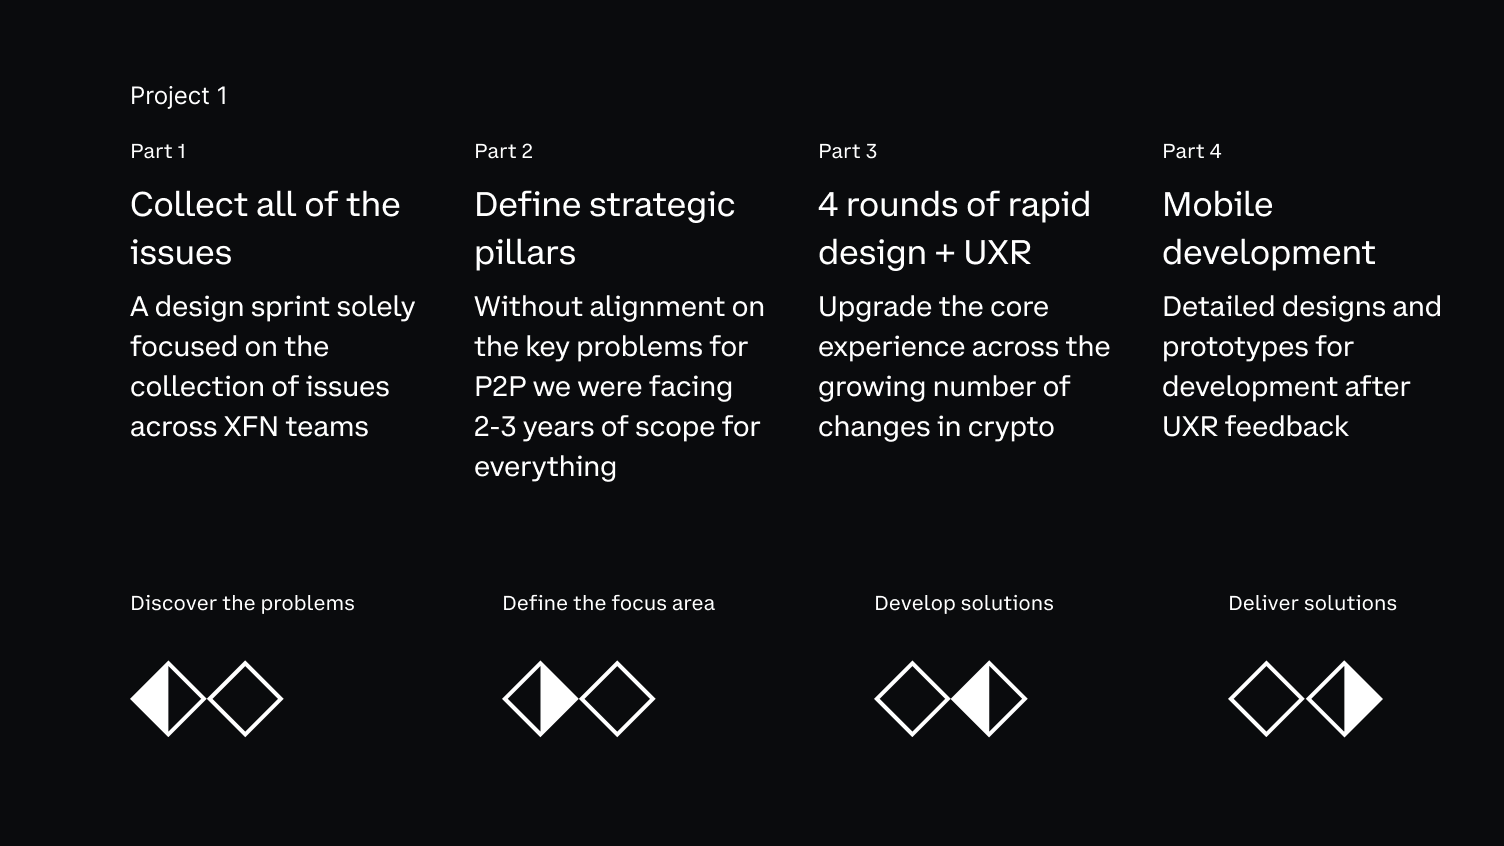 Project 1
Part 1
Collect all of the
issues
A design sprint solely
focused on the
collection of issues
across XFN teams
Part 2
Define strategic
pillars
Without alignment on
the key problems for
P2P we were facing
2-3 years of scope for
everything
Part 3
4 rounds of rapid
design + UXR
Upgrade the core
experience across the
growing number of
changes in crypto
Part 4
Mobile
development
Detailed designs and
prototypes for
development after
UXR feedback
Discover the problems
Define the focus area
Develop solutions
Deliver solutions